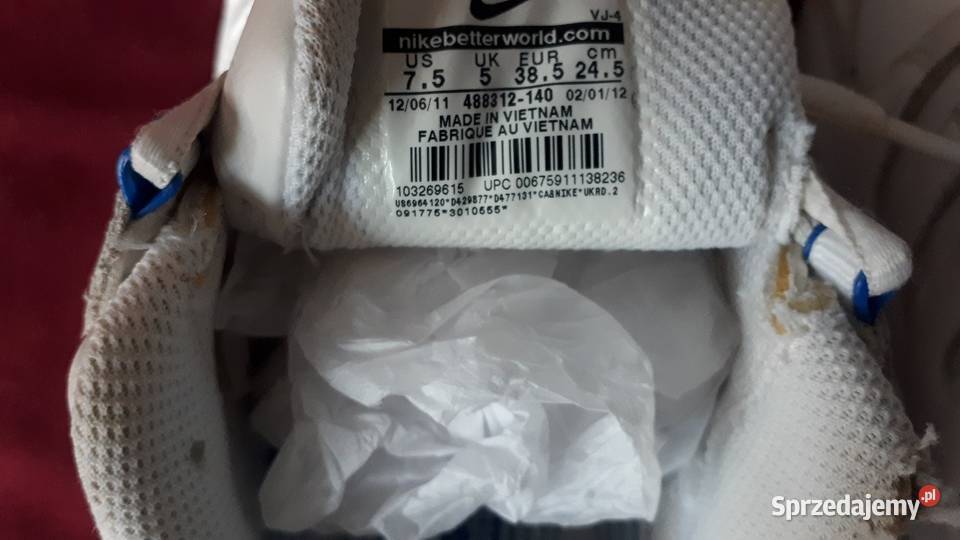 VJ-4
nikebetterworld.com
US UK EUR cm
7.5 5 38.5 24.5
12/06/11 488312-140 02/01/12
MADE IN VIETNAM
FABRIQUE AU VIETNAM
103269615 UPC 00675911138236
US6964120*D429877*D477131*CA&NIKE*UKRD.2
091775*3010555*
Sprzedajemy.pl